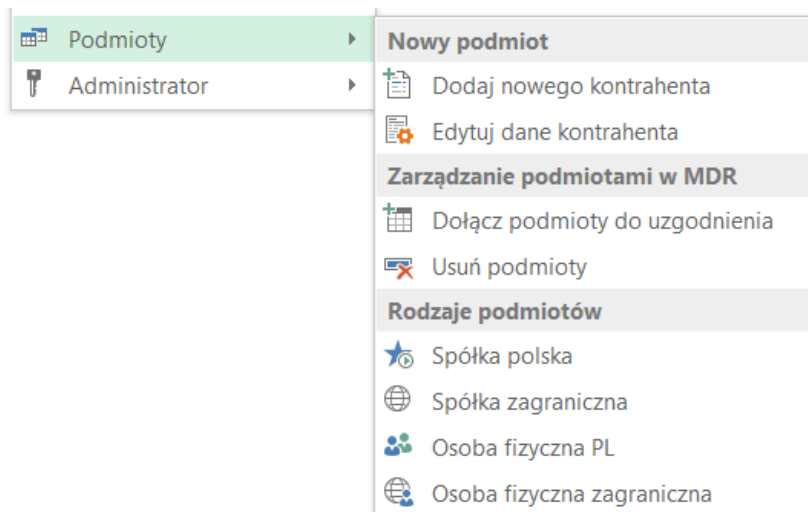 Podmioty
Administrator
Nowy podmiot
Dodaj nowego kontrahenta
Edytuj dane kontrahenta
Zarządzanie podmiotami w MDR
Dołącz podmioty do uzgodnienia
Usuń podmioty
Rodzaje podmiotów
Spółka polska
Spółka zagraniczna
Osoba fizyczna PL
Osoba fizyczna zagraniczna